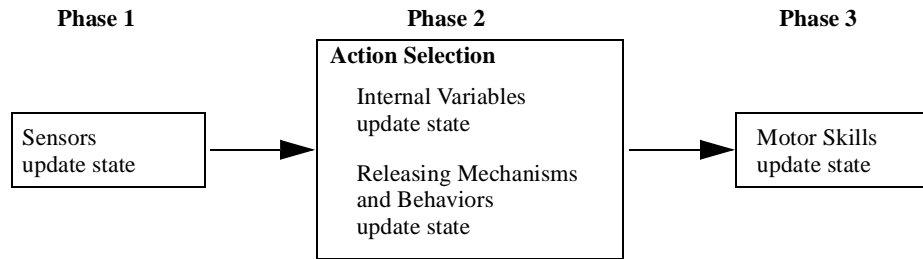 Phase 1
Phase 2
Phase 3
Sensors
update state
Action Selection
Internal Variables
update state
Releasing Mechanisms
and Behaviors
update state
Motor Skills
update state